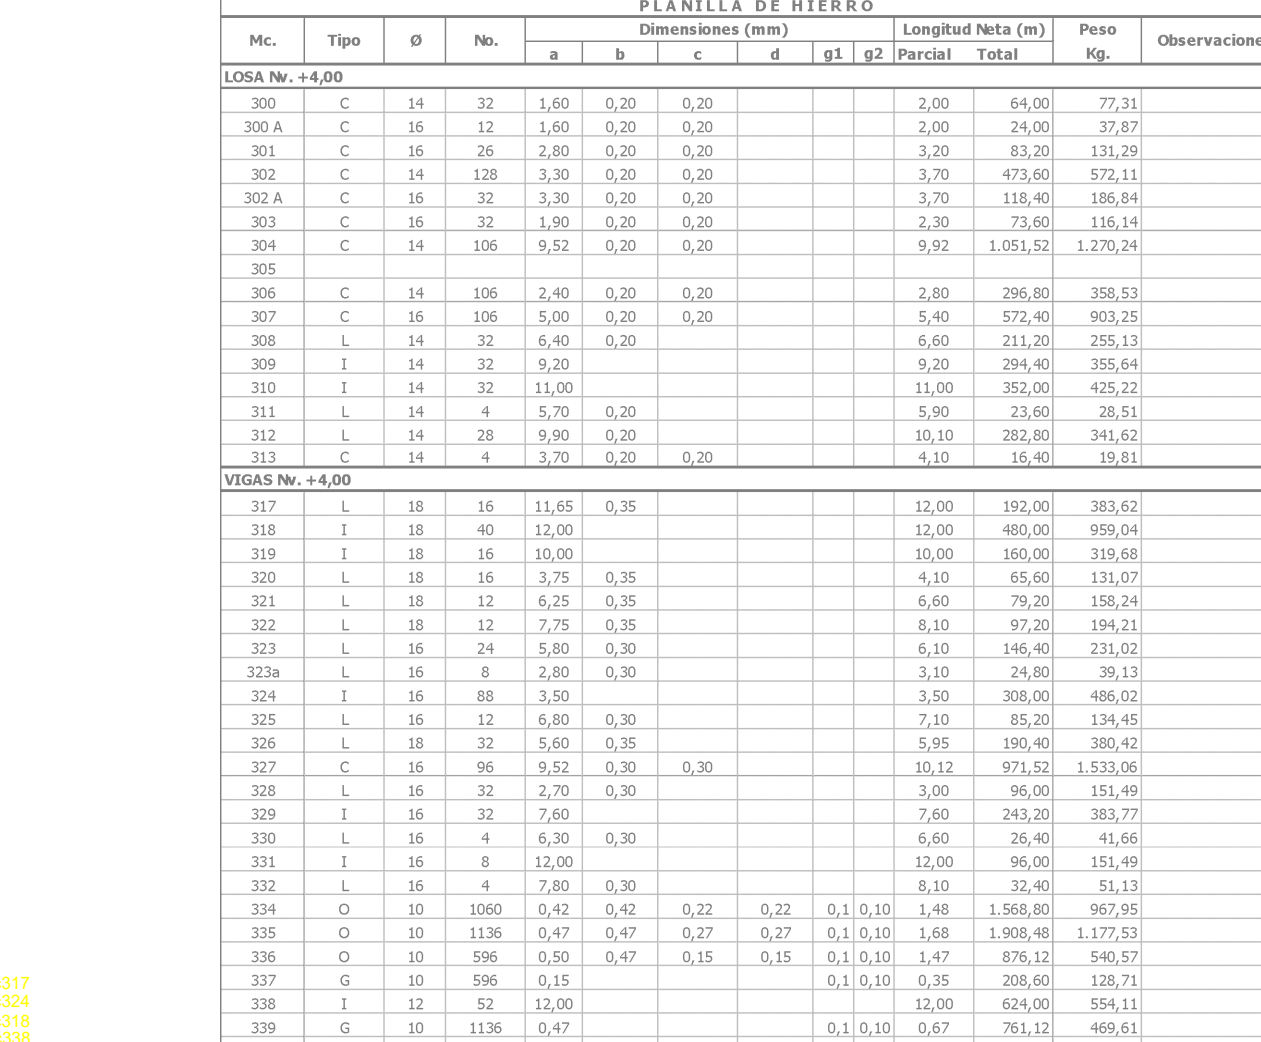 PLANILLA DE HIERRO
Mc. Tipo Ø No. Dimensiones (mm) Longitud Neta (m) Peso Observacione
a b c d g1 g2 Parcial Total Kg.
LOSA Nv. +4,00
300 C 14 32 1,60 0,20 0,20 2,00 64,00 77,31
300 A C 16 12 1,60 0,20 0,20 2,00 24,00 37,87
301 C 16 26 2,80 0,20 0,20 3,20 83,20 131,29
302 C 14 128 3,30 0,20 0,20 3,70 473,60 572,11
302 A C 16 32 3,30 0,20 0,20 3,70 118,40 186,84
303 C 16 32 1,90 0,20 0,20 2,30 73,60 116,14
304 C 14 106 9,52 0,20 0,20 9,92 1.051,52 1.270,24
305
306 C 14 106 2,40 0,20 0,20 2,80 296,80 358,53
307 C 16 106 5,00 0,20 0,20 5,40 572,40 903,25
308 L 14 32 6,40 0,20 6,60 211,20 255,13
309 I 14 32 9,20 9,20 294,40 355,64
310 I 14 32 11,00 11,00 352,00 425,22
311 L 14 4 5,70 0,20 5,90 23,60 28,51
312 L 14 28 9,90 0,20 10,10 282,80 341,62
313 C 14 4 3,70 0,20 0,20 4,10 16,40 19,81
VIGAS Nv. +4,00
317 L 18 16 11,65 0,35 12,00 192,00 383,62
318 I 18 40 12,00 12,00 480,00 959,04
319 I 18 16 10,00 10,00 160,00 319,68
320 L 18 16 3,75 0,35 4,10 65,60 131,07
321 L 18 12 6,25 0,35 6,60 79,20 158,24
322 L 18 12 7,75 0,35 8,10 97,20 194,21
323 L 16 24 5,80 0,30 6,10 146,40 231,02
323a L 16 8 2,80 0,30 3,10 24,80 39,13
324 I 16 88 3,50 3,50 308,00 486,02
325 L 16 12 6,80 0,30 7,10 85,20 134,45
326 L 18 32 5,60 0,35 5,95 190,40 380,42
327 C 16 96 9,52 0,30 0,30 10,12 971,52 1.533,06
328 L 16 32 2,70 0,30 3,00 96,00 151,49
329 I 16 32 7,60 7,60 243,20 383,77
330 L 16 4 6,30 0,30 6,60 26,40 41,66
331 I 16 8 12,00 12,00 96,00 151,49
332 L 16 4 7,80 0,30 8,10 32,40 51,13
334 O 10 1060 0,42 0,42 0,22 0,22 0,1 0,10 1,48 1.568,80 967,95
335 O 10 1136 0,47 0,47 0,27 0,27 0,1 0,10 1,68 1.908,48 1.177,53
336 O 10 596 0,50 0,47 0,15 0,15 0,1 0,10 1,47 876,12 540,57
337 G 10 596 0,15 0,1 0,10 0,35 208,60 128,71
338 I 12 52 12,00 12,00 624,00 554,11
339 G 10 1136 0,47 0,1 0,10 0,67 761,12 469,61
317
324
318
338